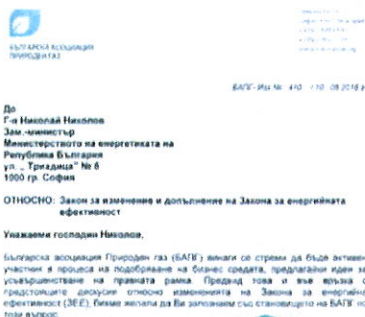 БЪЛГАРСКА АСОЦИАЦИЯ
ПРИРОДЕН ГАЗ
БАПГ-Изх.№
До
Г-н Николай Николов
Зам.-министър
Министерството на енергетиката на
Република България
ул. „ Триадица" № 8
1000 гр. София
ОТНОСНО: Закон за изменение и допълнение на Закона за енергийната
ефективност
Уважаеми господин Николов,
Българска асоциация Природен газ (БАПГ) винаги се стреми да бъде активен
участник в процеса на подобряване на бизнес средата, предлагайки идеи за
усъвършенстване на правната рамка. Предвид това и във връзка с
предстоящите дискусии относно измененията на Закона за енергийна
ефективност (ЗЕЕ), бихме желали да Ви запознаем със становището на БАПГ по
този въпрос.